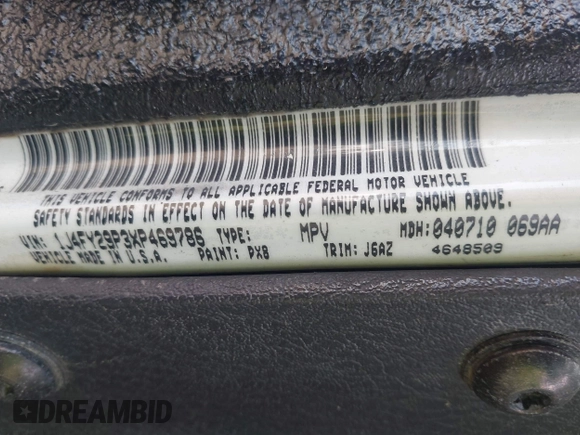 THIS VEHICLE CONFORMS TO ALL APPLICABLE FEDERAL MOTOR VEHICLE
SAFETY STANDARDS IN EFFECT ON THE DATE OF MANUFACTURE SHOWN ABOVE.
VIN: 1J4FY29P9XP469786 TYPE: MPV MDH: 040710 069AA
VEHICLE MADE IN U.S.A. PAINT: PX8 TRIM: J6AZ 4648509
DREAMBID